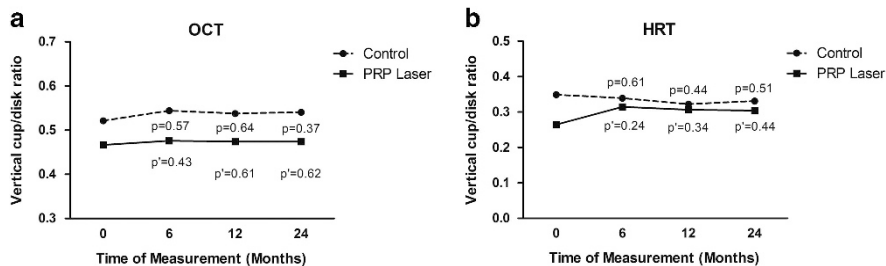 a
OCT
0.7
0.6
0.5
0.4
0.3
Vertical cup/disk ratio
Control
PRP Laser
p=0.57 p=0.64 p=0.37
p'=0.43
p'=0.61 p'=0.62
0 6 12 24
Time of Measurement (Months)
b
HRT
0.5
0.4
0.3
0.2
0.1
0.0
Vertical cup/disk ratio
Control
PRP Laser
p=0.61
p=0.44 p=0.51
p'=0.24 p'=0.34 p'=0.44
0 6 12 24
Time of Measurement (Months)